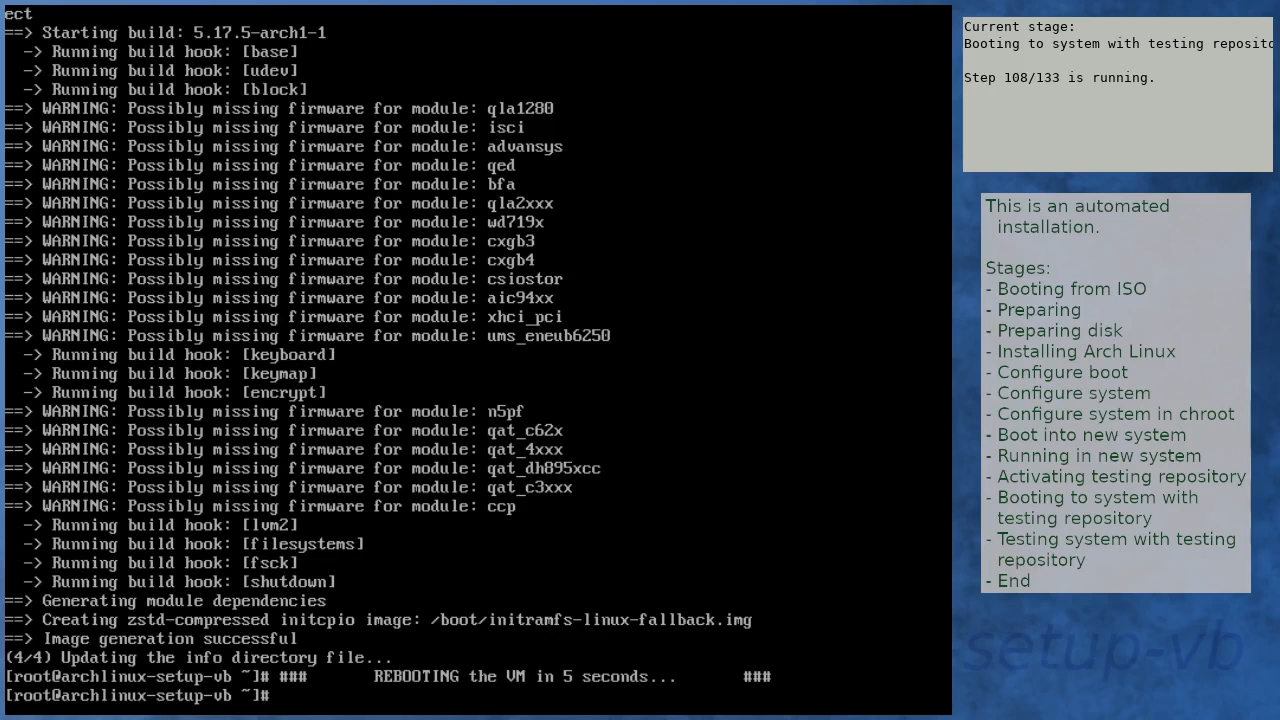 ect
==> Starting build: 5.17.5-arch1-1
  -> Running build hook: [base]
  -> Running build hook: [udev]
  -> Running build hook: [block]
==> WARNING: Possibly missing firmware for module: qla1280
==> WARNING: Possibly missing firmware for module: isci
==> WARNING: Possibly missing firmware for module: advansys
==> WARNING: Possibly missing firmware for module: qed
==> WARNING: Possibly missing firmware for module: bfa
==> WARNING: Possibly missing firmware for module: qla2xxx
==> WARNING: Possibly missing firmware for module: wd719x
==> WARNING: Possibly missing firmware for module: cxgb3
==> WARNING: Possibly missing firmware for module: cxgb4
==> WARNING: Possibly missing firmware for module: csiostor
==> WARNING: Possibly missing firmware for module: aic94xx
==> WARNING: Possibly missing firmware for module: xhci_pci
==> WARNING: Possibly missing firmware for module: ums_eneub6250
  -> Running build hook: [keyboard]
  -> Running build hook: [keymap]
  -> Running build hook: [encrypt]
==> WARNING: Possibly missing firmware for module: n5pf
==> WARNING: Possibly missing firmware for module: qat_c62x
==> WARNING: Possibly missing firmware for module: qat_4xxx
==> WARNING: Possibly missing firmware for module: qat_dh895xcc
==> WARNING: Possibly missing firmware for module: qat_c3xxx
==> WARNING: Possibly missing firmware for module: ccp
  -> Running build hook: [lvm2]
  -> Running build hook: [filesystems]
  -> Running build hook: [fsck]
  -> Running build hook: [shutdown]
==> Generating module dependencies
==> Creating zstd-compressed initcpio image: /boot/initramfs-linux-fallback.img
==> Image generation successful
(4/4) Updating the info directory file...
[root@archlinux-setup-vb ~]# ###       REBOOTING the VM in 5 seconds...       ###
[root@archlinux-setup-vb ~]#
Current stage:
Booting to system with testing reposito
Step 108/133 is running.
This is an automated
installation.
Stages:
- Booting from ISO
- Preparing
- Preparing disk
- Installing Arch Linux
- Configure boot
- Configure system
- Configure system in chroot
- Boot into new system
- Running in new system
- Activating testing repository
- Booting to system with
testing repository
- Testing system with testing
repository
- End
setup-vb